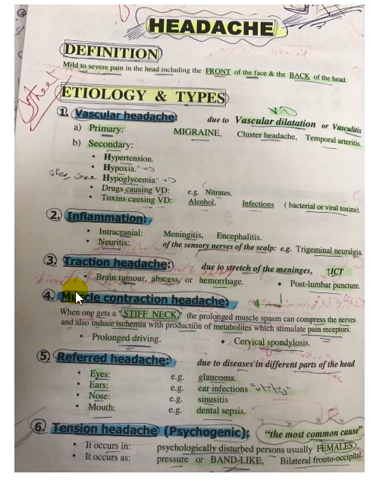 HEADACHE
DEFINITION
Mild to severe pain in the head including the FRONT of the face & the BACK of the head.
ETIOLOGY & TYPES
1. Vascular headache: due to Vascular dilatation or Vasculitis
a) Primary: MIGRAINE, Cluster headache, Temporal arteritis.
b) Secondary:
• Hypertension.
• Hypoxia.
• Hypoglycemia.
• Drugs causing VD: e.g. Nitrates.
• Toxins causing VD: Alcohol, Infections (bacterial or viral toxins).
2. Inflammation:
• Intracranial: Meningitis, Encephalitis.
• Neuritis: of the sensory nerves of the scalp: e.g. Trigeminal neuralgia.
3. Traction headache: due to stretch of the meninges, ↑ICT
• Brain tumour, abscess, or hemorrhage. • Post-lumbar puncture.
4. Muscle contraction headache:
When one gets a "STIFF NECK" the prolonged muscle spasm can compress the nerves
and also induce ischemia with production of metabolites which stimulate pain receptors:
• Prolonged driving. • Cervical spondylosis.
5) Referred headache: due to diseases in different parts of the head
• Eyes: e.g. glaucoma.
• Ears: e.g. ear infections
• Nose: e.g. sinusitis
• Mouth: e.g. dental sepsis.
6. Tension headache (Psychogenic): "the most common cause"
• It occurs in: psychologically disturbed persons usually FEMALES.
• It occurs as: pressure or BAND-LIKE, Bilateral fronto-occipital.